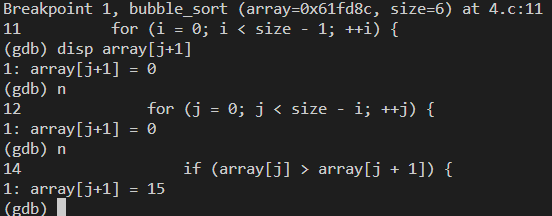 Breakpoint 1, bubble_sort (array=0x61fd8c, size=6) at 4.c:11
11          for (i = 0; i < size - 1; ++i) {
(gdb) disp array[j+1]
1: array[j+1] = 0
(gdb) n
12              for (j = 0; j < size - i; ++j) {
1: array[j+1] = 0
(gdb) n
14                  if (array[j] > array[j + 1]) {
1: array[j+1] = 15
(gdb)